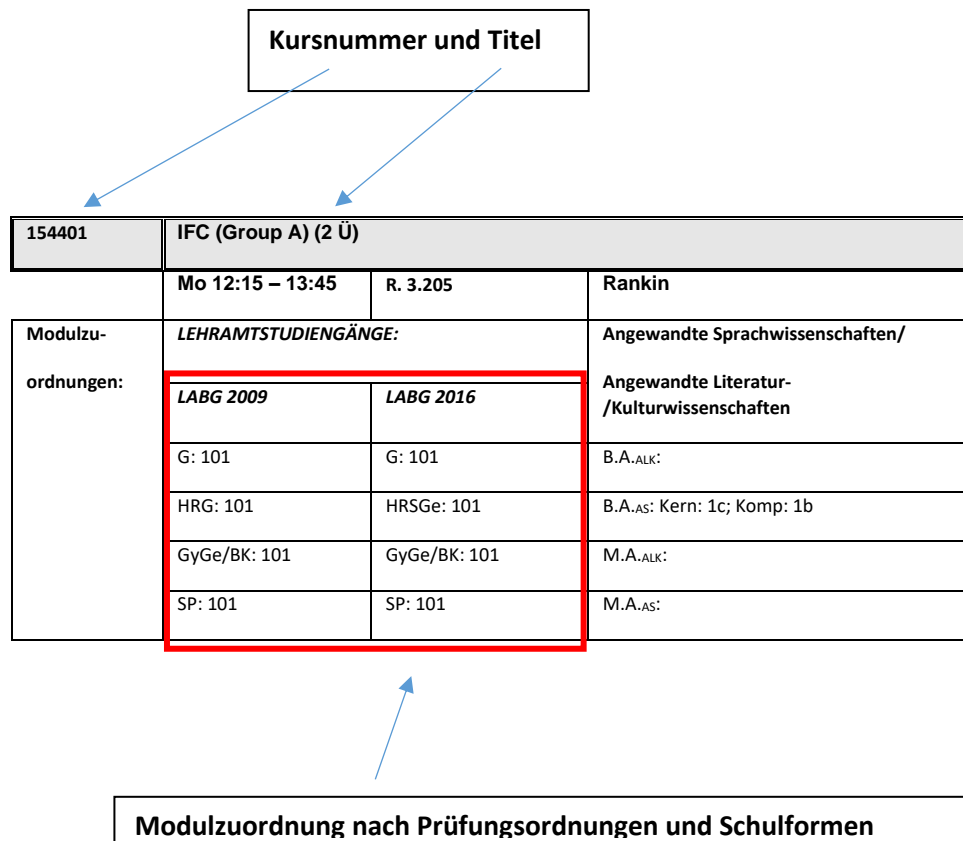 Kursnummer und Titel
154401 IFC (Group A) (2 Ü)
Mo 12:15 – 13:45 R. 3.205 Rankin
Modulzu- LEHRAMTSTUDIENGÄNGE: Angewandte Sprachwissenschaften/
ordnungen: LABG 2009 LABG 2016 Angewandte Literatur-
/Kulturwissenschaften
G: 101 G: 101 B.A.ALK:
HRG: 101 HRSGe: 101 B.A.AS: Kern: 1c; Komp: 1b
GyGe/BK: 101 GyGe/BK: 101 M.A.ALK:
SP: 101 SP: 101 M.A.AS:
Modulzuordnung nach Prüfungsordnungen und Schulformen